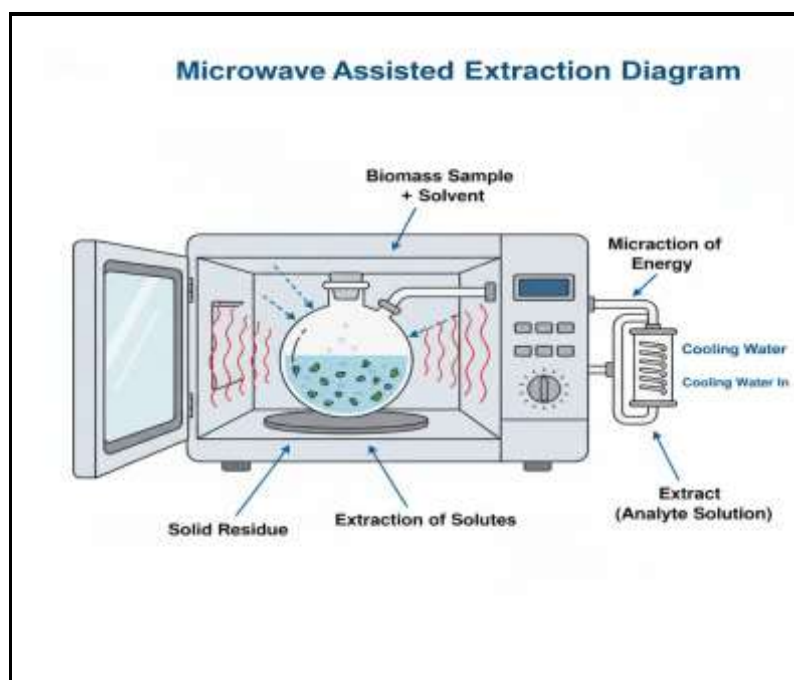 Microwave Assisted Extraction Diagram
Biomass Sample
+ Solvent
Micraction of
Energy
Cooling Water
Cooling Water In
Extract
(Analyte Solution)
Solid Residue
Extraction of Solutes